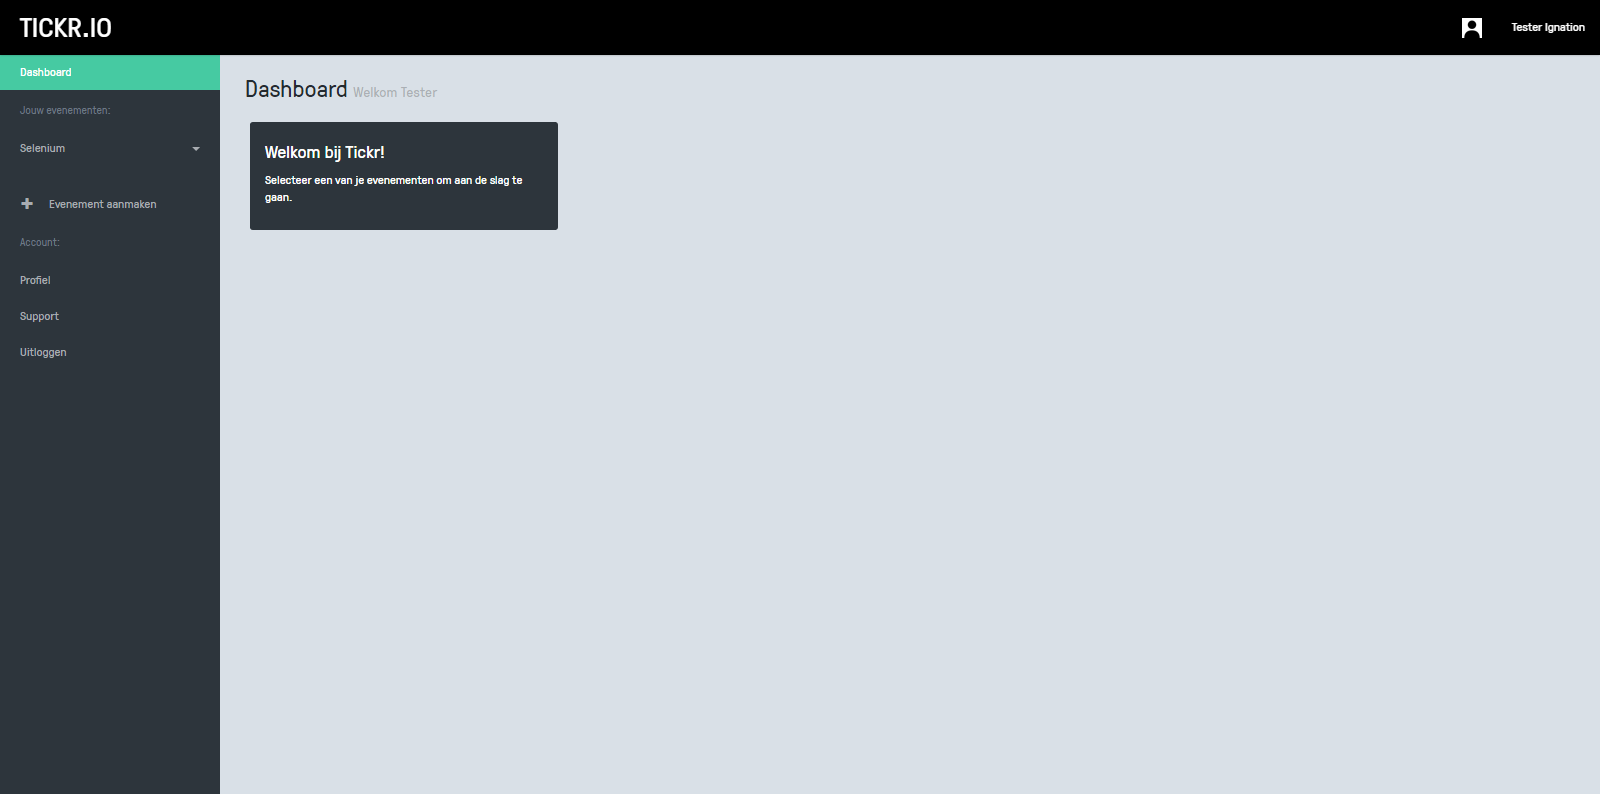 TICKR.IO
Tester Ignation
Dashboard
Jouw evenementen:
Selenium
Evenement aanmaken
Account:
Profiel
Support
Uitloggen
Dashboard Welkom Tester
Welkom bij Tickr!
Selecteer een van je evenementen om aan de slag te
gaan.